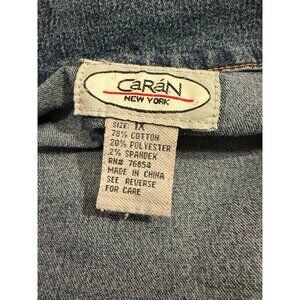 CaRáN
NEW YORK
SIZE: 1X
78% COTTON
20% POLYESTER
2% SPANDEX
RN# 76854
MADE IN CHINA
SEE REVERSE
FOR CARE